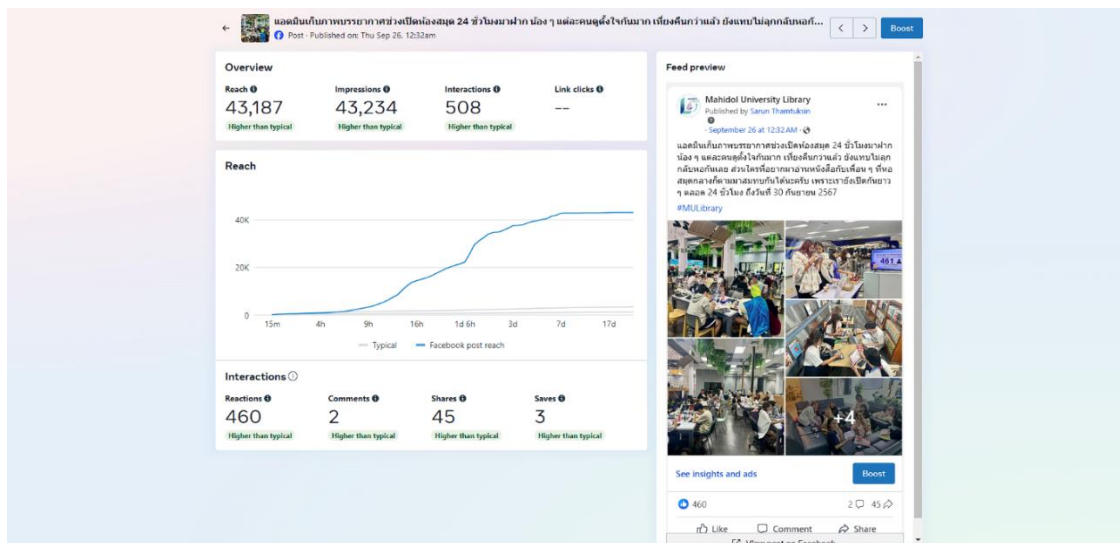 แอดมินเก็บภาพบรรยากาศช่วงเปิดห้องสมุด 24 ชั่วโมงมาฝาก น้อง ๆ แต่ละคนดูตั้งใจกันมาก เที่ยงคืนกว่าแล้ว ยังแทบไม่ลุกกลับหอกั...
Post · Published on: Thu Sep 26, 12:32am
Boost
Overview
Reach
Impressions
Interactions
Link clicks
43,187
43,234
508
--
Higher than typical
Higher than typical
Higher than typical
Reach
40K
20K
0
15m
4h
9h
16h
1d 6h
3d
7d
17d
Typical
Facebook post reach
Interactions
Reactions
Comments
Shares
Saves
460
2
45
3
Higher than typical
Higher than typical
Higher than typical
Higher than typical
Feed preview
Mahidol University Library
Published by Sarun Thamtuksin
· September 26 at 12:32 AM ·
แอดมินเก็บภาพบรรยากาศช่วงเปิดห้องสมุด 24 ชั่วโมงมาฝาก
น้อง ๆ แต่ละคนดูตั้งใจกันมาก เที่ยงคืนกว่าแล้ว ยังแทบไม่ลุก
กลับหอกันเลย ส่วนใครที่อยากมาอ่านหนังสือกับเพื่อน ๆ ที่หอ
สมุดกลางก็ตามมาสมทบกันได้นะครับ เพราะเรายังเปิดกันยาว
ๆ ตลอด 24 ชั่วโมง ถึงวันที่ 30 กันยายน 2567
#MULibrary
461
+4
See insights and ads
Boost
460
2
45
Like
Comment
Share
View post on Facebook